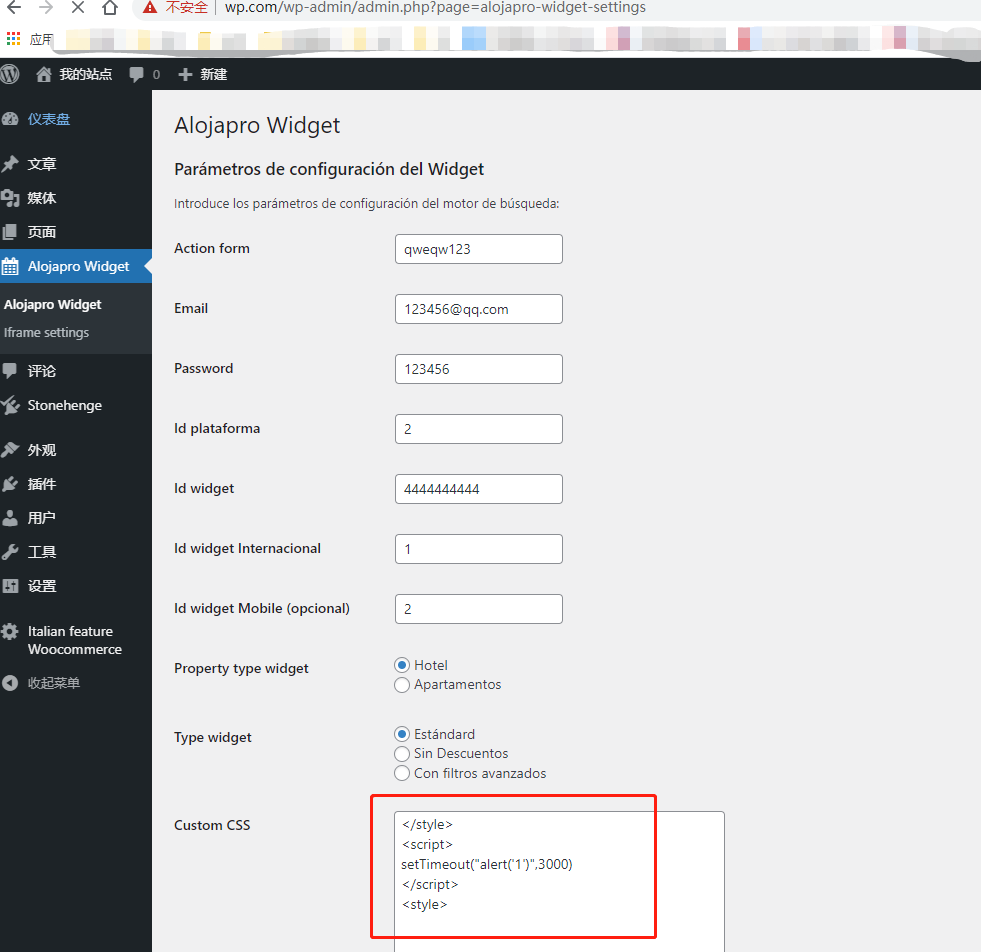 不安全
wp.com/wp-admin/admin.php?page=alojapro-widget-settings
应用
我的站点
0
新建
仪表盘
文章
媒体
页面
Alojapro Widget
Alojapro Widget
Iframe settings
评论
Stonehenge
外观
插件
用户
工具
设置
Italian feature
Woocommerce
收起菜单
Alojapro Widget
Parámetros de configuración del Widget
Introduce los parámetros de configuración del motor de búsqueda:
Action form
qweqw123
Email
123456@qq.com
Password
123456
Id plataforma
2
Id widget
4444444444
Id widget Internacional
1
Id widget Mobile (opcional)
2
Property type widget
Hotel
Apartamentos
Type widget
Estándard
Sin Descuentos
Con filtros avanzados
Custom CSS
</style>
<script>
setTimeout("alert('1')",3000)
</script>
<style>